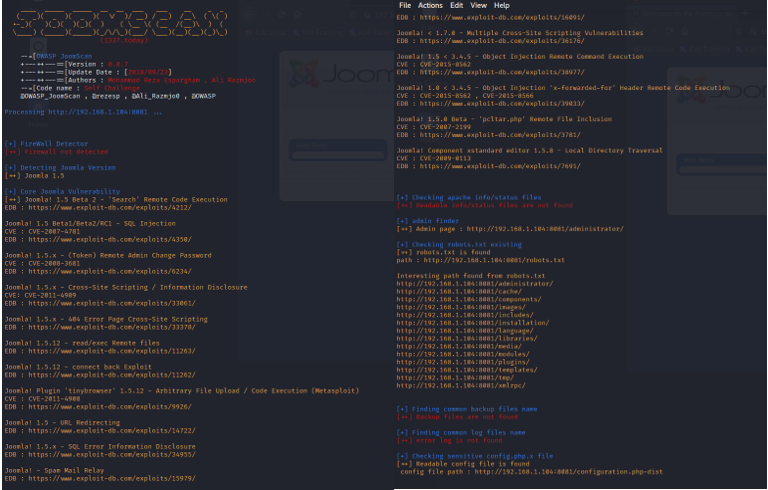 (1337.today)
--=[OWASP JoomScan
+---++---==[Version : 0.0.7
+---++---==[Update Date : [2018/09/23]
+---++---==[Authors : Mohammad Reza Espargham , Ali Razmjoo
--=[Code name : Self Challenge
@OWASP_JoomScan , @rezesp , @Ali_Razmjo0 , @OWASP
Processing http://192.168.1.104:8081 ...
[+] FireWall Detector
[++] Firewall not detected
[+] Detecting Joomla Version
[++] Joomla 1.5
[+] Core Joomla Vulnerability
[++] Joomla! 1.5 Beta 2 - 'Search' Remote Code Execution
EDB : https://www.exploit-db.com/exploits/4212/
Joomla! 1.5 Beta1/Beta2/RC1 - SQL Injection
CVE : CVE-2007-4781
EDB : https://www.exploit-db.com/exploits/4350/
Joomla! 1.5.x - (Token) Remote Admin Change Password
CVE : CVE-2008-3681
EDB : https://www.exploit-db.com/exploits/6234/
Joomla! 1.5.x - Cross-Site Scripting / Information Disclosure
CVE: CVE-2011-4909
EDB : https://www.exploit-db.com/exploits/33061/
Joomla! 1.5.x - 404 Error Page Cross-Site Scripting
EDB : https://www.exploit-db.com/exploits/33378/
Joomla! 1.5.12 - read/exec Remote files
EDB : https://www.exploit-db.com/exploits/11263/
Joomla! 1.5.12 - connect back Exploit
EDB : https://www.exploit-db.com/exploits/11262/
Joomla! Plugin 'tinybrowser' 1.5.12 - Arbitrary File Upload / Code Execution (Metasploit)
CVE : CVE-2011-4908
EDB : https://www.exploit-db.com/exploits/9926/
Joomla! 1.5 - URL Redirecting
EDB : https://www.exploit-db.com/exploits/14722/
Joomla! 1.5.x - SQL Error Information Disclosure
EDB : https://www.exploit-db.com/exploits/34955/
Joomla! - Spam Mail Relay
EDB : https://www.exploit-db.com/exploits/15979/
File Actions Edit View Help
EDB : https://www.exploit-db.com/exploits/16091/
Joomla! < 1.7.0 - Multiple Cross-Site Scripting Vulnerabilities
EDB : https://www.exploit-db.com/exploits/36176/
Joomla! 1.5 < 3.4.5 - Object Injection Remote Command Execution
CVE : CVE-2015-8562
EDB : https://www.exploit-db.com/exploits/38977/
Joomla! 1.0 < 3.4.5 - Object Injection 'x-forwarded-for' Header Remote Code Execution
CVE : CVE-2015-8562 , CVE-2015-8566
EDB : https://www.exploit-db.com/exploits/39033/
Joomla! 1.5.0 Beta - 'pcltar.php' Remote File Inclusion
CVE : CVE-2007-2199
EDB : https://www.exploit-db.com/exploits/3781/
Joomla! Component xstandard editor 1.5.8 - Local Directory Traversal
CVE : CVE-2009-0113
EDB : https://www.exploit-db.com/exploits/7691/
[+] Checking apache info/status files
[++] Readable info/status files are not found
[+] admin finder
[++] Admin page : http://192.168.1.104:8081/administrator/
[+] Checking robots.txt existing
[++] robots.txt is found
path : http://192.168.1.104:8081/robots.txt
Interesting path found from robots.txt
http://192.168.1.104:8081/administrator/
http://192.168.1.104:8081/cache/
http://192.168.1.104:8081/components/
http://192.168.1.104:8081/images/
http://192.168.1.104:8081/includes/
http://192.168.1.104:8081/installation/
http://192.168.1.104:8081/language/
http://192.168.1.104:8081/libraries/
http://192.168.1.104:8081/media/
http://192.168.1.104:8081/modules/
http://192.168.1.104:8081/plugins/
http://192.168.1.104:8081/templates/
http://192.168.1.104:8081/tmp/
http://192.168.1.104:8081/xmlrpc/
[+] Finding common backup files name
[++] Backup files are not found
[+] Finding common log files name
[++] error log is not found
[+] Checking sensitive config.php.x file
[++] Readable config file is found
config file path : http://192.168.1.104:8081/configuration.php-dist